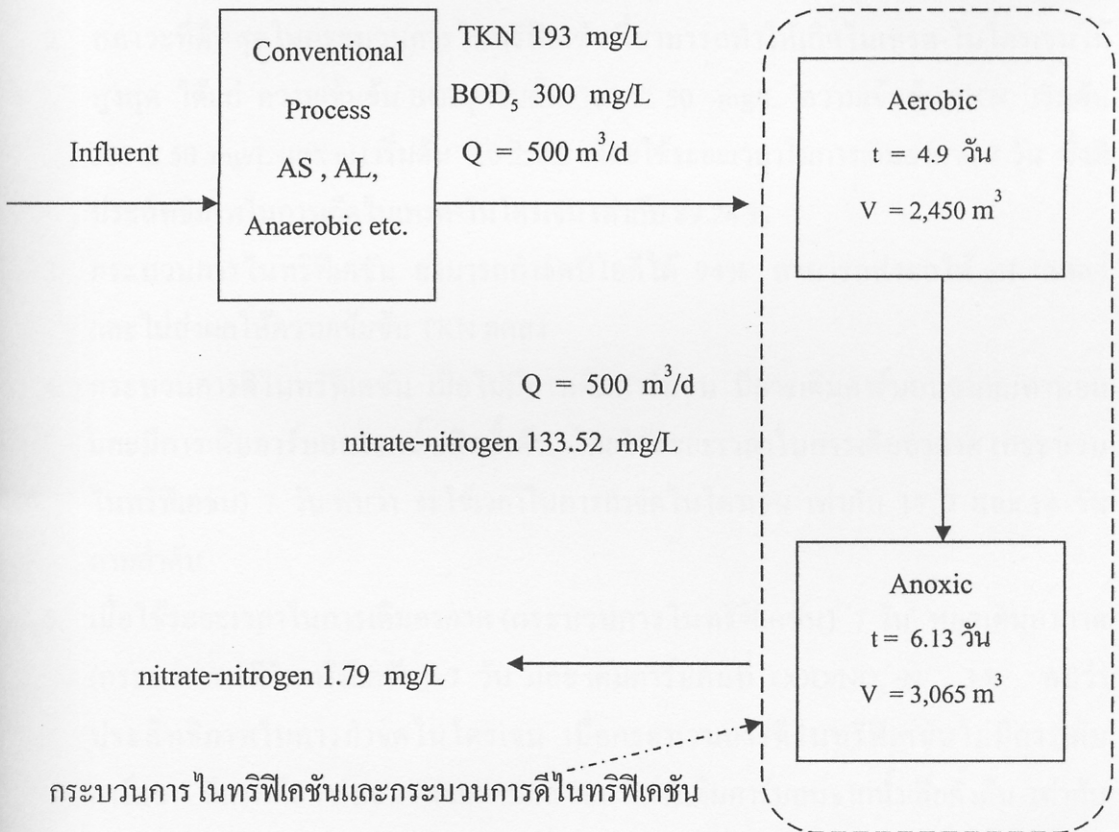 Influent
Conventional
Process
AS , AL,
Anaerobic etc.
TKN 193 mg/L
BOD₅ 300 mg/L
Q = 500 m³/d
Aerobic
t = 4.9 วัน
V = 2,450 m³
Q = 500 m³/d
nitrate-nitrogen 133.52 mg/L
Anoxic
t = 6.13 วัน
V = 3,065 m³
nitrate-nitrogen 1.79 mg/L
กระบวนการไนทริฟิเคชันและกระบวนการดีไนทริฟิเคชัน